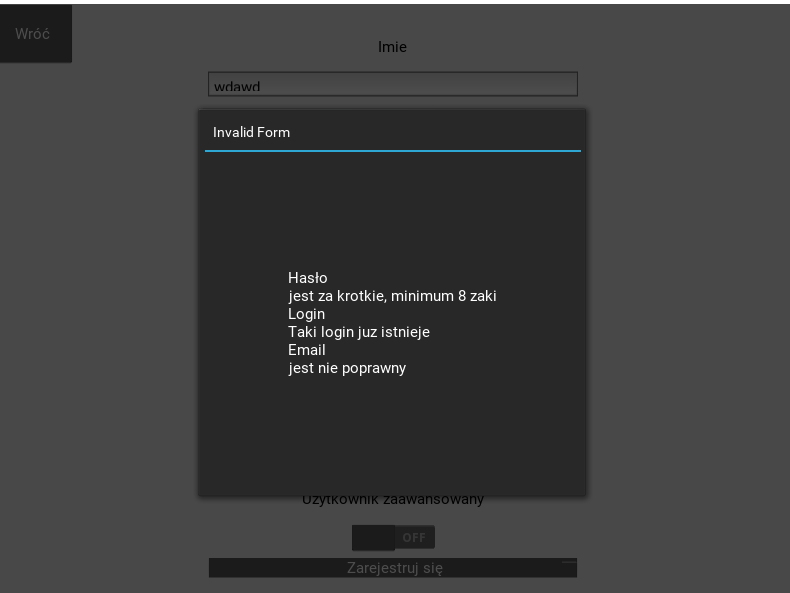 Wróć
Imie
wdawd
Invalid Form
Hasło
jest za krotkie, minimum 8 zaki
Login
Taki login juz istnieje
Email
jest nie poprawny
Użytkownik zaawansowany
OFF
Zarejestruj się